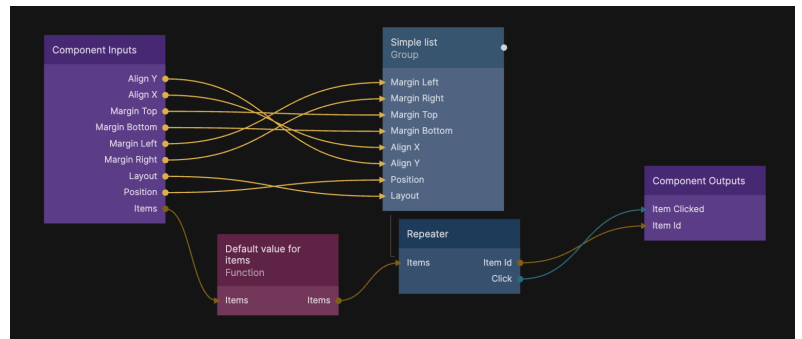 Component Inputs
Align Y
Align X
Margin Top
Margin Bottom
Margin Left
Margin Right
Layout
Position
Items
Simple list
Group
Margin Left
Margin Right
Margin Top
Margin Bottom
Align X
Align Y
Position
Layout
Default value for
items
Function
Items Items
Repeater
Items Item Id
Click
Component Outputs
Item Clicked
Item Id